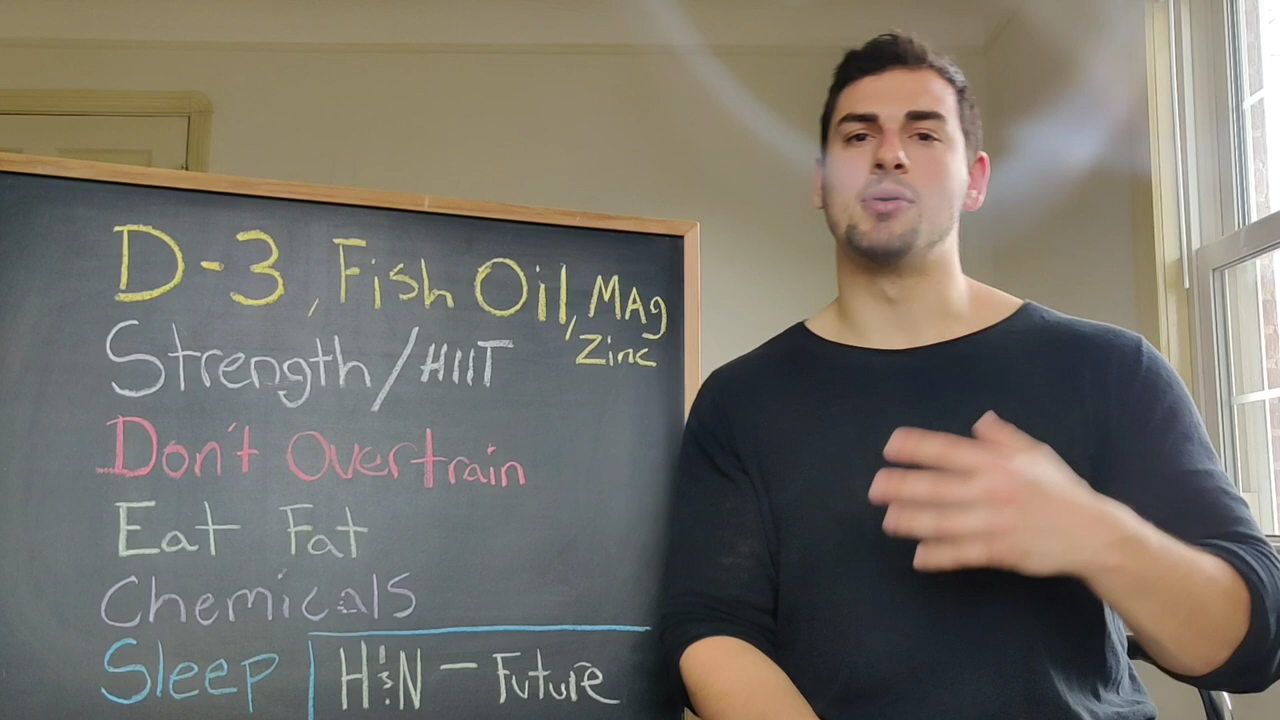 D-3, Fish Oil, MAg
Zinc
Strength/HIIT
Don't Overtrain
Eat Fat
Chemicals
Sleep
H!s!N - Future